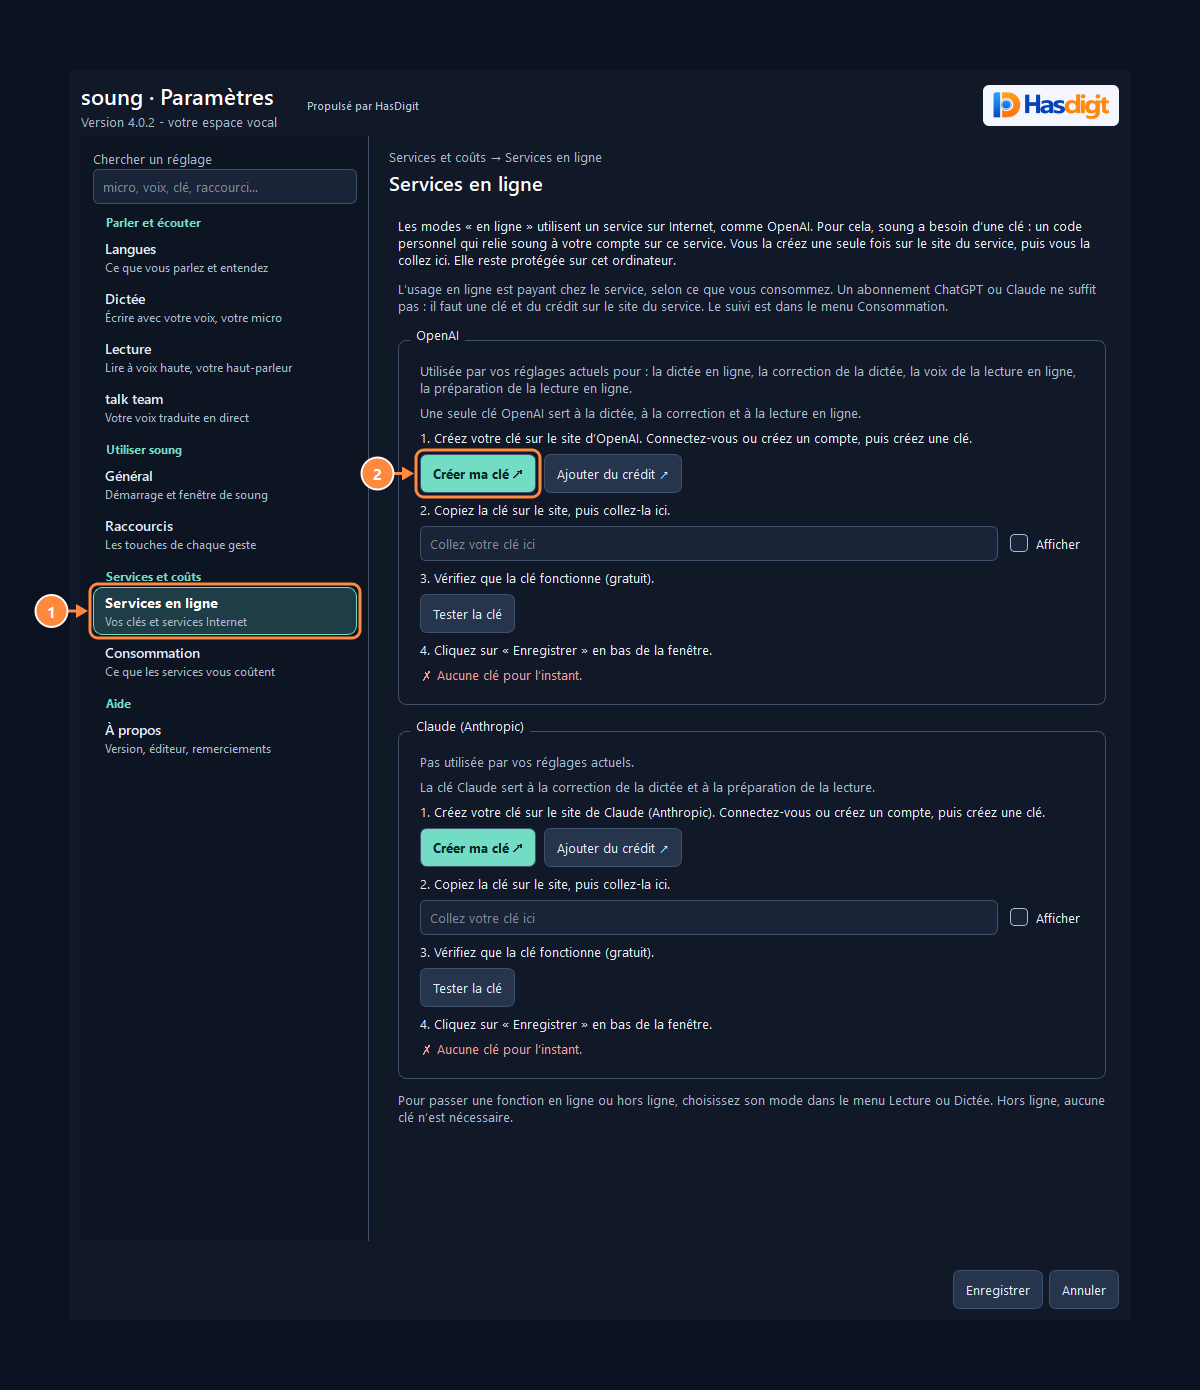 soung · Paramètres
Propulsé par HasDigit
Version 4.0.2 - votre espace vocal
Hasdigit
Chercher un réglage
micro, voix, clé, raccourci...
Parler et écouter
Langues
Ce que vous parlez et entendez
Dictée
Écrire avec votre voix, votre micro
Lecture
Lire à voix haute, votre haut-parleur
talk team
Votre voix traduite en direct
Utiliser soung
Général
Démarrage et fenêtre de soung
Raccourcis
Les touches de chaque geste
Services et coûts
1
Services en ligne
Vos clés et services Internet
Consommation
Ce que les services vous coûtent
Aide
À propos
Version, éditeur, remerciements
Services et coûts → Services en ligne
Services en ligne
Les modes « en ligne » utilisent un service sur Internet, comme OpenAI. Pour cela, soung a besoin d'une clé : un code
personnel qui relie soung à votre compte sur ce service. Vous la créez une seule fois sur le site du service, puis vous la
collez ici. Elle reste protégée sur cet ordinateur.
L'usage en ligne est payant chez le service, selon ce que vous consommez. Un abonnement ChatGPT ou Claude ne suffit
pas : il faut une clé et du crédit sur le site du service. Le suivi est dans le menu Consommation.
OpenAI
Utilisée par vos réglages actuels pour : la dictée en ligne, la correction de la dictée, la voix de la lecture en ligne,
la préparation de la lecture en ligne.
Une seule clé OpenAI sert à la dictée, à la correction et à la lecture en ligne.
1. Créez votre clé sur le site d'OpenAI. Connectez-vous ou créez un compte, puis créez une clé.
2
Créer ma clé ↗ Ajouter du crédit ↗
2. Copiez la clé sur le site, puis collez-la ici.
Collez votre clé ici
Afficher
3. Vérifiez que la clé fonctionne (gratuit).
Tester la clé
4. Cliquez sur « Enregistrer » en bas de la fenêtre.
✗ Aucune clé pour l'instant.
Claude (Anthropic)
Pas utilisée par vos réglages actuels.
La clé Claude sert à la correction de la dictée et à la préparation de la lecture.
1. Créez votre clé sur le site de Claude (Anthropic). Connectez-vous ou créez un compte, puis créez une clé.
Créer ma clé ↗ Ajouter du crédit ↗
2. Copiez la clé sur le site, puis collez-la ici.
Collez votre clé ici
Afficher
3. Vérifiez que la clé fonctionne (gratuit).
Tester la clé
4. Cliquez sur « Enregistrer » en bas de la fenêtre.
✗ Aucune clé pour l'instant.
Pour passer une fonction en ligne ou hors ligne, choisissez son mode dans le menu Lecture ou Dictée. Hors ligne, aucune
clé n'est nécessaire.
Enregistrer
Annuler